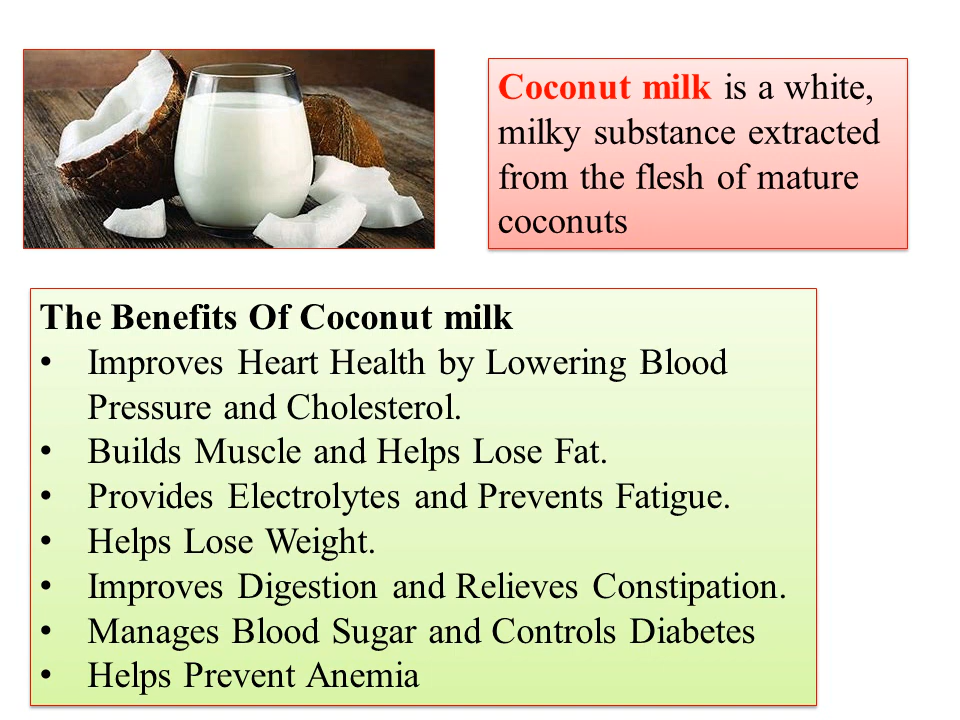 Coconut milk is a white,
milky substance extracted
from the flesh of mature
coconuts
The Benefits Of Coconut milk
• Improves Heart Health by Lowering Blood
Pressure and Cholesterol.
• Builds Muscle and Helps Lose Fat.
• Provides Electrolytes and Prevents Fatigue.
• Helps Lose Weight.
• Improves Digestion and Relieves Constipation.
• Manages Blood Sugar and Controls Diabetes
• Helps Prevent Anemia